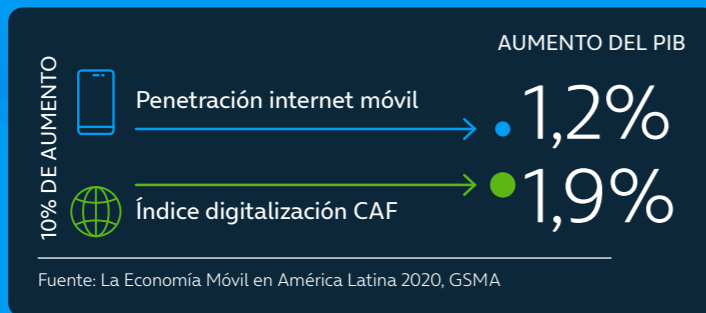 AUMENTO DEL PIB
10% DE AUMENTO
Penetración internet móvil
1,2%
Índice digitalización CAF
1,9%
Fuente: La Economía Móvil en América Latina 2020, GSMA